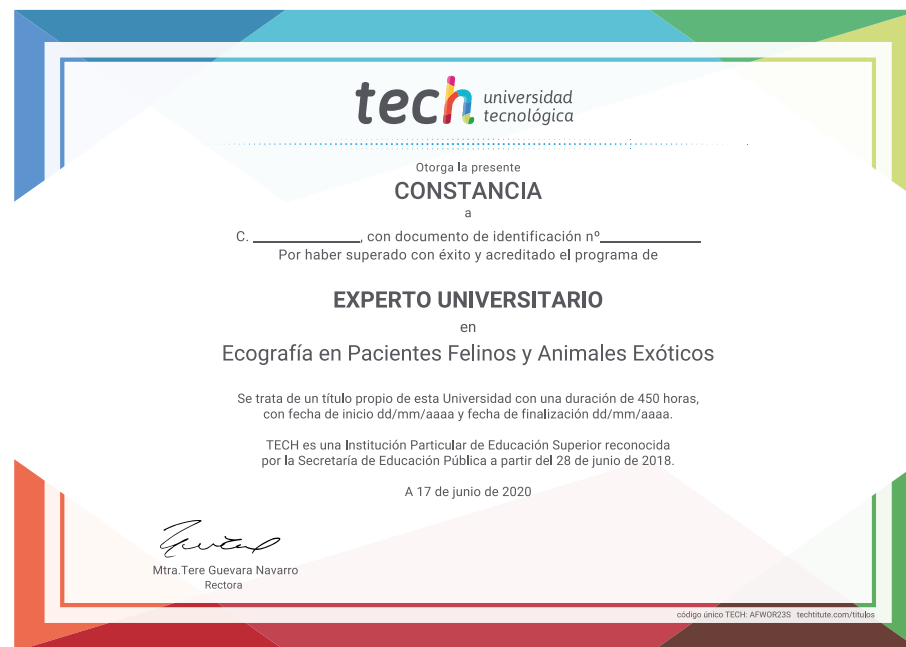 tech universidad
tecnológica
Otorga la presente
CONSTANCIA
a
C. ______________, con documento de identificación nº______________
Por haber superado con éxito y acreditado el programa de
EXPERTO UNIVERSITARIO
en
Ecografía en Pacientes Felinos y Animales Exóticos
Se trata de un título propio de esta Universidad con una duración de 450 horas,
con fecha de inicio dd/mm/aaaa y fecha de finalización dd/mm/aaaa.
TECH es una Institución Particular de Educación Superior reconocida
por la Secretaría de Educación Pública a partir del 28 de junio de 2018.
A 17 de junio de 2020
Mtra.Tere Guevara Navarro
Rectora
código único TECH: AFWOR23S techtitute.com/titulos